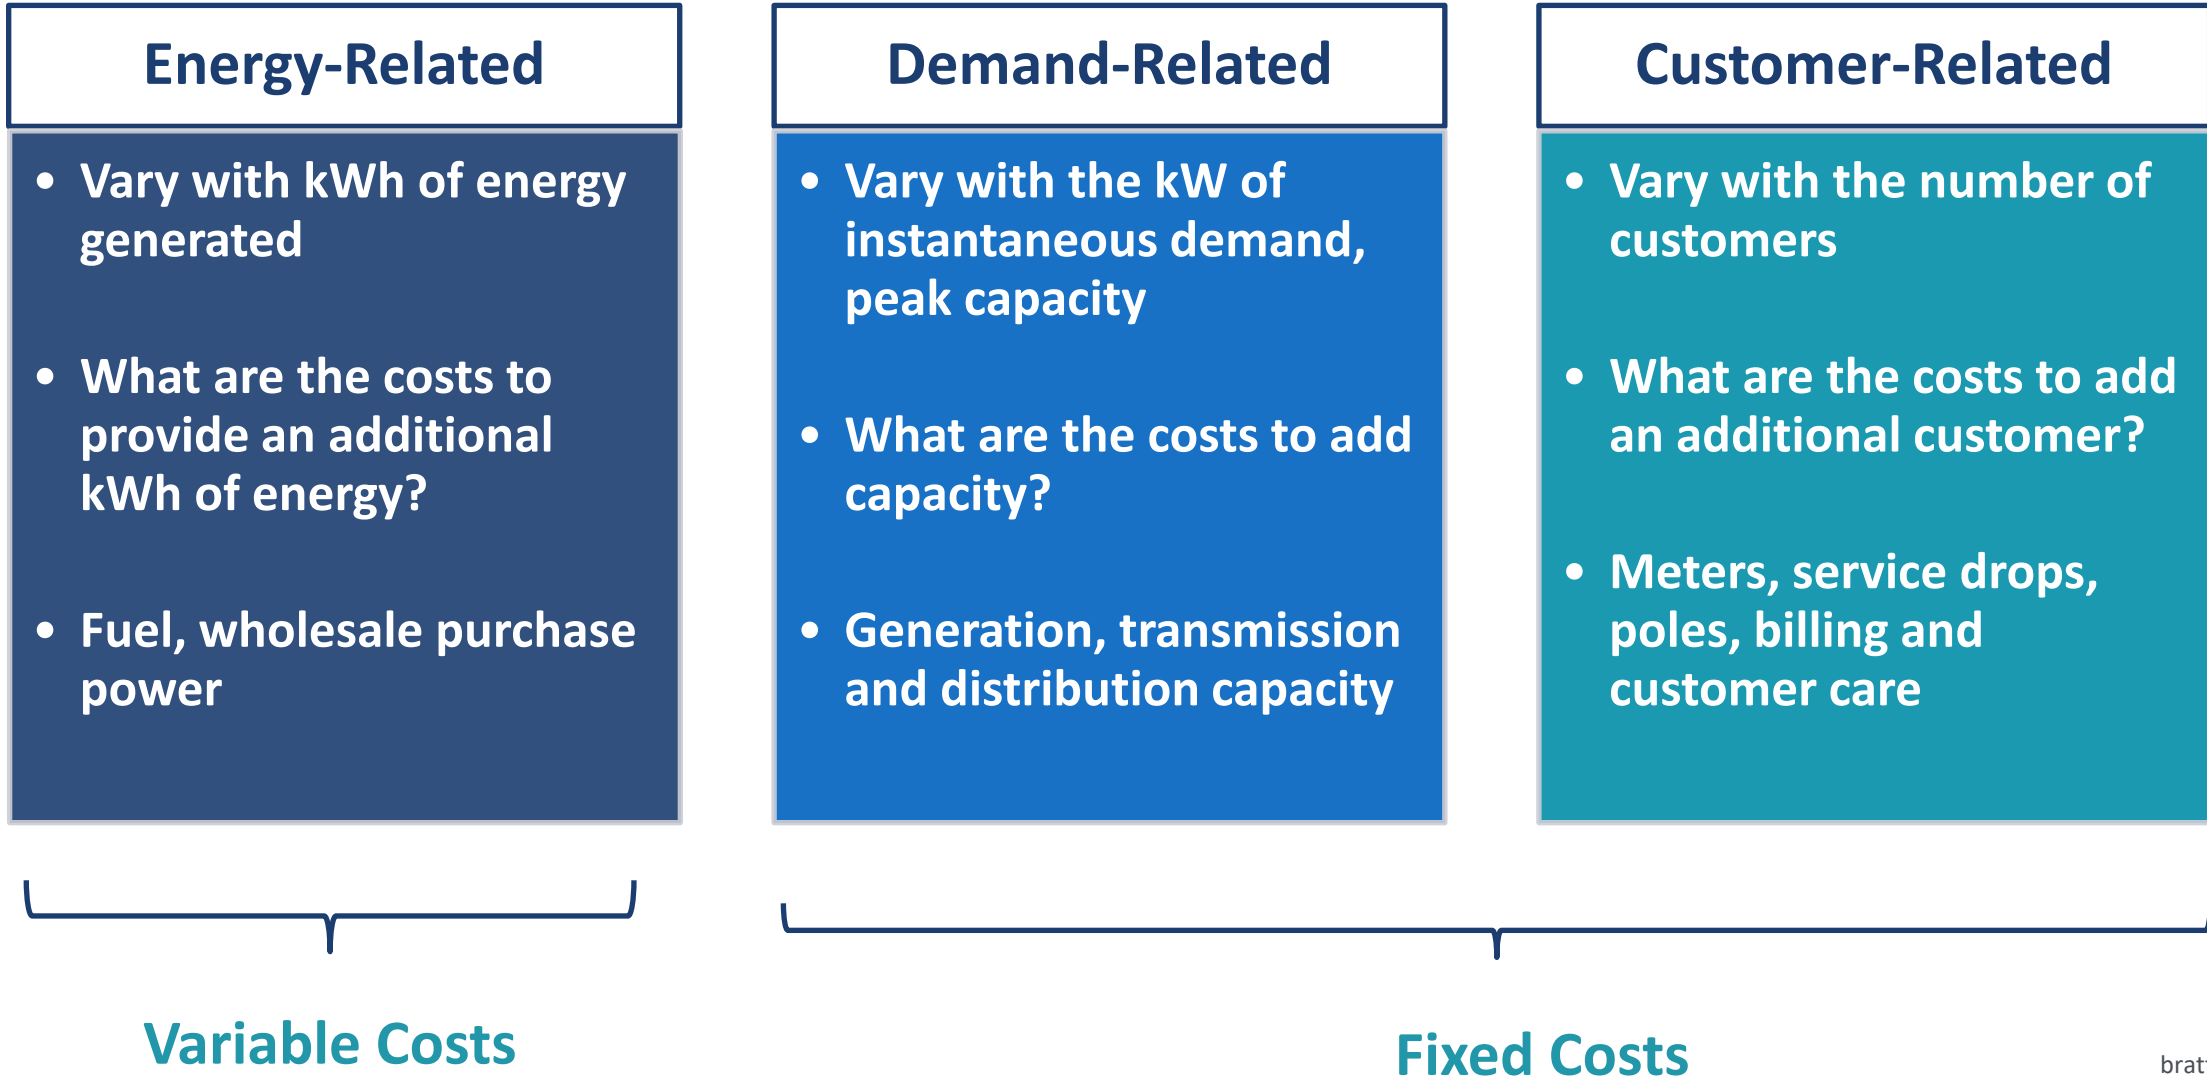 Energy-Related
• Vary with kWh of energy
generated
• What are the costs to
provide an additional
kWh of energy?
• Fuel, wholesale purchase
power
Demand-Related
• Vary with the kW of
instantaneous demand,
peak capacity
• What are the costs to add
capacity?
• Generation, transmission
and distribution capacity
Customer-Related
• Vary with the number of
customers
• What are the costs to add
an additional customer?
• Meters, service drops,
poles, billing and
customer care
Variable Costs
Fixed Costs